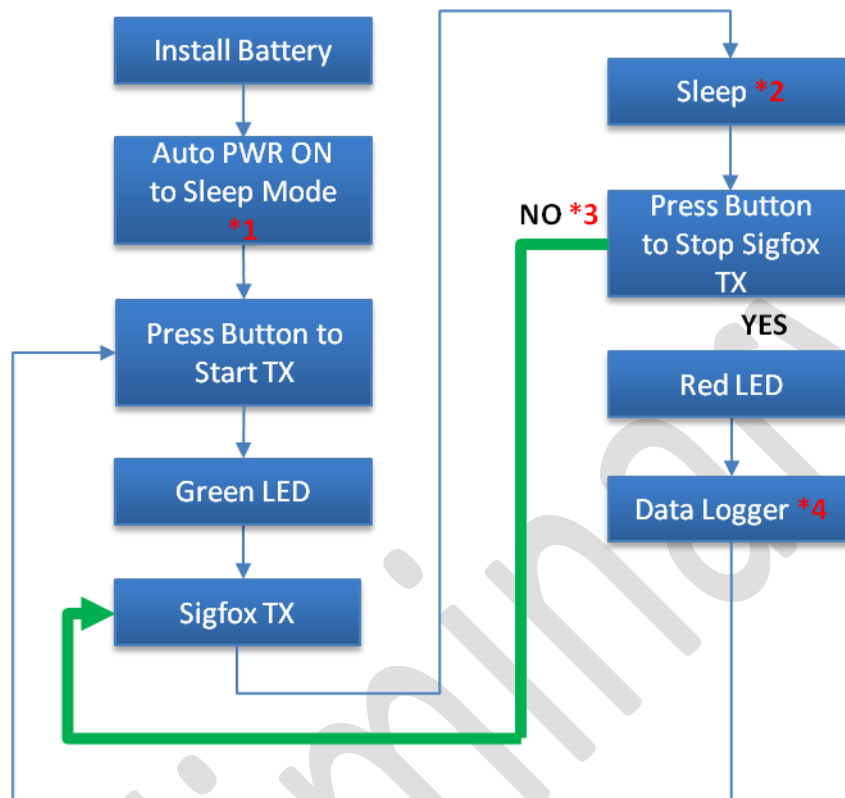 Install Battery
Auto PWR ON
to Sleep Mode
*1
Press Button to
Start TX
Green LED
Sigfox TX
Sleep *2
NO *3
Press Button
to Stop Sigfox
TX
YES
Red LED
Data Logger *4